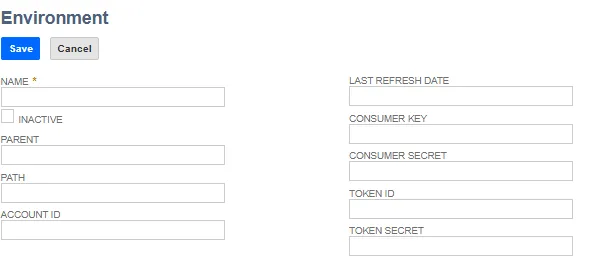 Environment
Save Cancel
NAME *
INACTIVE
PARENT
PATH
ACCOUNT ID
LAST REFRESH DATE
CONSUMER KEY
CONSUMER SECRET
TOKEN ID
TOKEN SECRET